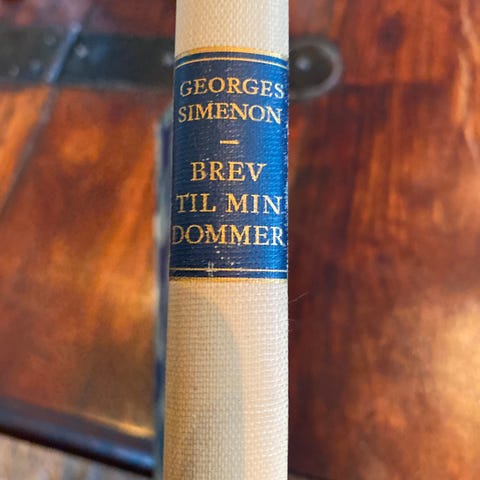 GEORGES
SIMENON
—
BREV
TIL MIN
DOMMER